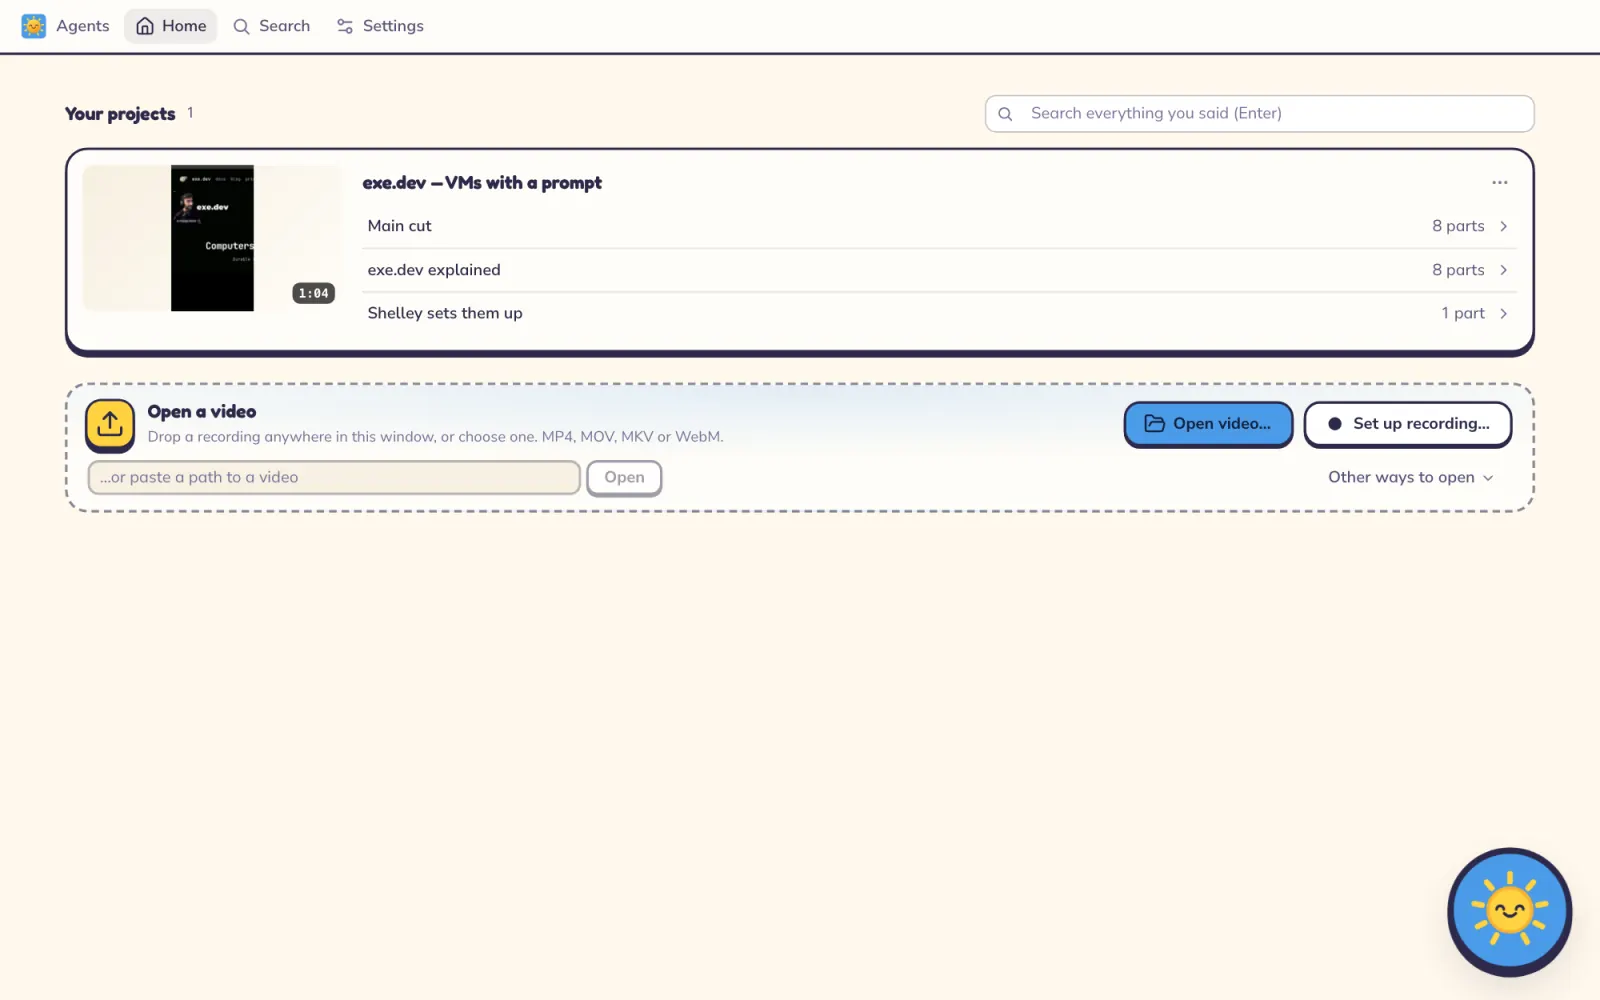 Agents
Home
Search
Settings
Your projects 1
Search everything you said (Enter)
exe.dev — VMs with a prompt
exe.dev
Computers
1:04
Main cut
8 parts
exe.dev explained
8 parts
Shelley sets them up
1 part
Open a video
Drop a recording anywhere in this window, or choose one. MP4, MOV, MKV or WebM.
Open video...
Set up recording...
...or paste a path to a video
Open
Other ways to open